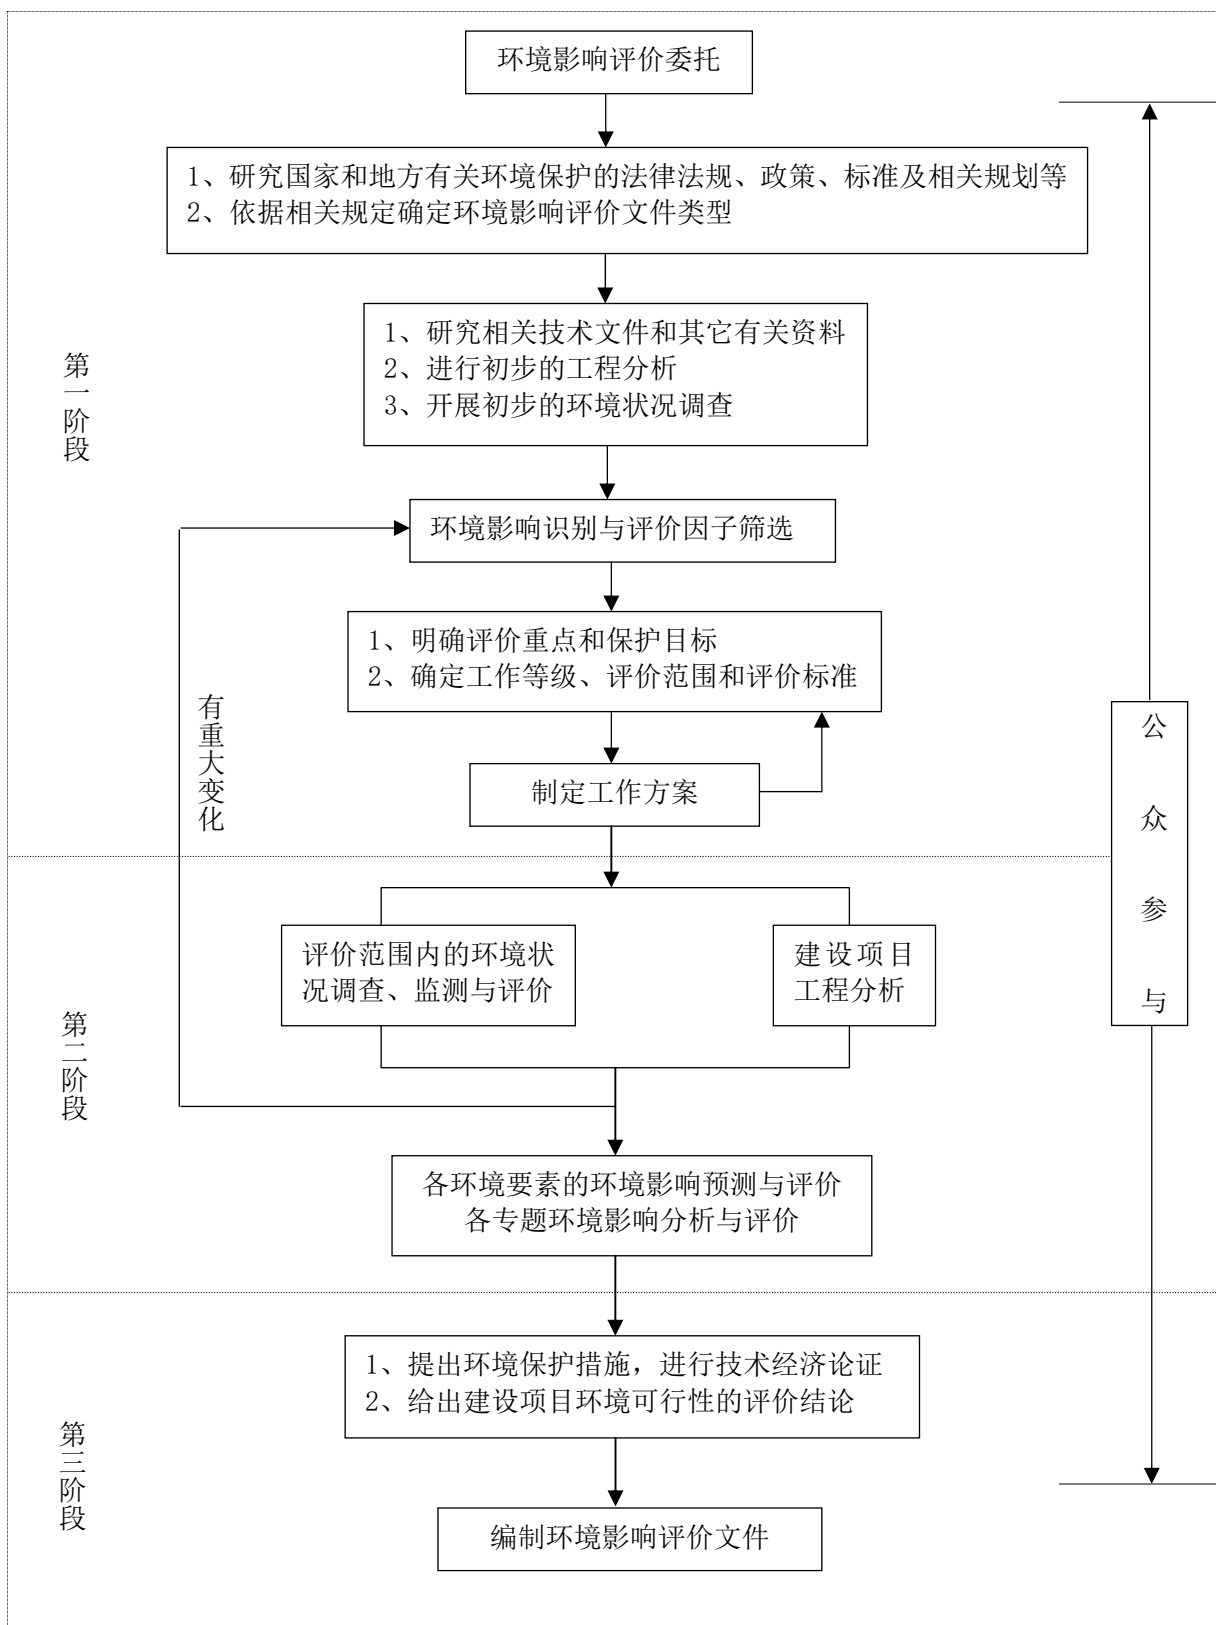 环境影响评价委托
1、研究国家和地方有关环境保护的法律法规、政策、标准及相关规划等
2、依据相关规定确定环境影响评价文件类型
1、研究相关技术文件和其它有关资料
2、进行初步的工程分析
3、开展初步的环境状况调查
第一阶段
环境影响识别与评价因子筛选
1、明确评价重点和保护目标
2、确定工作等级、评价范围和评价标准
有重大变化
制定工作方案
公众参与
评价范围内的环境状
况调查、监测与评价
建设项目
工程分析
第二阶段
各环境要素的环境影响预测与评价
各专题环境影响分析与评价
1、提出环境保护措施，进行技术经济论证
2、给出建设项目环境可行性的评价结论
第三阶段
编制环境影响评价文件